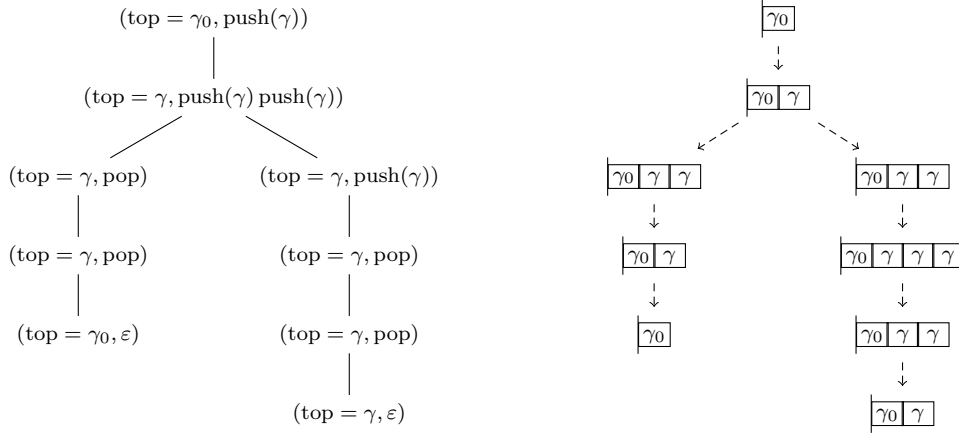 (top = γ₀, push(γ)) γ₀
(top = γ, push(γ) push(γ)) γ₀ γ
(top = γ, pop) (top = γ, push(γ)) γ₀ γ γ γ₀ γ γ
(top = γ, pop) (top = γ, pop) γ₀ γ γ₀ γ γ γ
(top = γ₀, ε) (top = γ, pop) γ₀ γ₀ γ γ
(top = γ, ε) γ₀ γ